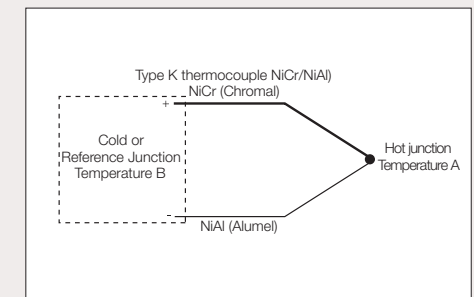 Type K thermocouple NiCr/NiAl)
NiCr (Chromal)
+
Cold or
Reference Junction
Temperature B
Hot junction
Temperature A
-
NiAl (Alumel)